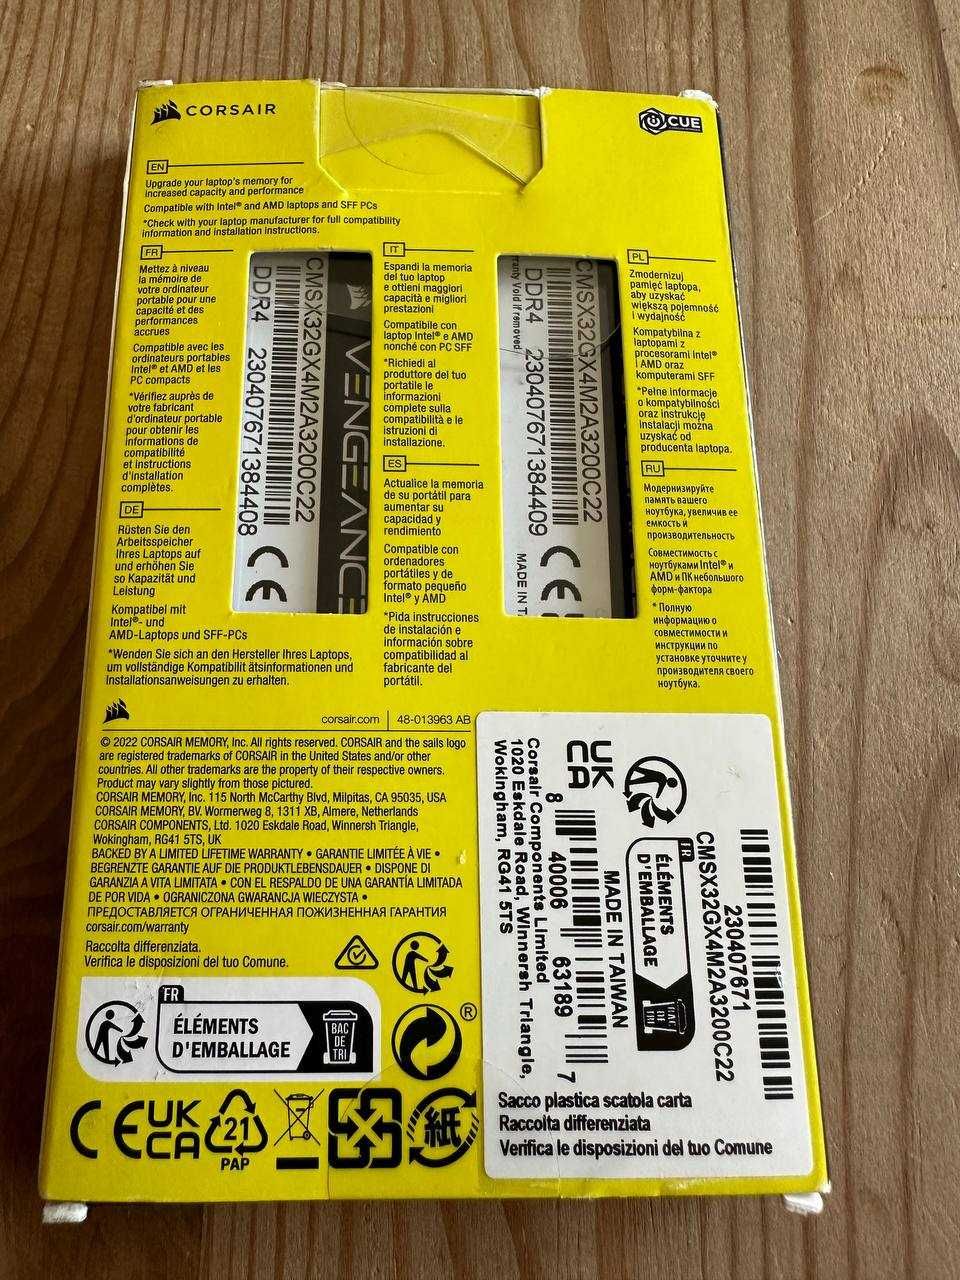 CORSAIR
iCUE
EN
Upgrade your laptop's memory for
increased capacity and performance
Compatible with Intel® and AMD laptops and SFF PCs
*Check with your laptop manufacturer for full compatibility
information and installation instructions.
FR
Mettez à niveau
la mémoire de
votre ordinateur
portable pour une
capacité et des
performances
accrues
Compatible avec les
ordinateurs portables
Intel® et AMD et les
PC compacts
*Vérifiez auprès de
votre fabricant
d'ordinateur portable
pour obtenir les
informations de
compatibilité
et instructions
d'installation
complètes.
DE
Rüsten Sie den
Arbeitsspeicher
Ihres Laptops auf
und erhöhen Sie
so Kapazität und
Leistung
Kompatibel mit
Intel®- und
AMD-Laptops und SFF-PCs
*Wenden Sie sich an den Hersteller Ihres Laptops,
um vollständige Kompatibilit ätsinformationen und
Installationsanweisungen zu erhalten.
CMSX32GX4M2A3200C22
DDR4 230407671384408
CE
VENGEANCE
IT
Espandi la memoria
del tuo laptop
e ottieni maggiori
capacità e migliori
prestazioni
Compatibile con
laptop Intel® e AMD
nonché con PC SFF
*Richiedi al
produttore del tuo
portatile le
informazioni
complete sulla
compatibilità e le
istruzioni di
installazione.
ES
Actualice la memoria
de su portátil para
aumentar su
capacidad y
rendimiento
Compatible con
ordenadores
portátiles y de
formato pequeño
Intel® y AMD
*Pida instrucciones
de instalación e
información sobre
compatibilidad al
fabricante del
portátil.
CMSX32GX4M2A3200C22
DDR4 230407671384409
ranty Void if removed
CE
MADE IN T
PL
Zmodernizuj
pamięć laptopa,
aby uzyskać
większą pojemność
i wydajność
Kompatybilna z
laptopami z
procesorami Intel®
i AMD oraz
komputerami SFF
*Pełne informacje
o kompatybilności
oraz instrukcję
instalacji można
uzyskać od
producenta laptopa.
RU
Модернизируйте
память вашего
ноутбука, увеличив ее
емкость и
производительность
Совместимость с
ноутбуками Intel® и
AMD и ПК небольшого
форм-фактора
*Полную
информацию о
совместимости и
инструкции по
установке уточните у
производителя своего
ноутбука.
corsair.com | 48-013963 AB
© 2022 CORSAIR MEMORY, Inc. All rights reserved. CORSAIR and the sails logo
are registered trademarks of CORSAIR in the United States and/or other
countries. All other trademarks are the property of their respective owners.
Product may vary slightly from those pictured.
CORSAIR MEMORY, Inc. 115 North McCarthy Blvd, Milpitas, CA 95035, USA
CORSAIR MEMORY, BV. Wormerweg 8, 1311 XB, Almere, Netherlands
CORSAIR COMPONENTS, Ltd. 1020 Eskdale Road, Winnersh Triangle,
Wokingham, RG41 5TS, UK
BACKED BY A LIMITED LIFETIME WARRANTY • GARANTIE LIMITÉE À VIE •
BEGRENZTE GARANTIE AUF DIE PRODUKTLEBENSDAUER • DISPONE DI
GARANZIA A VITA LIMITATA • CON EL RESPALDO DE UNA GARANTÍA LIMITADA
DE POR VIDA • OGRANICZONA GWARANCJA WIECZYSTA •
ПРЕДОСТАВЛЯЕТСЯ ОГРАНИЧЕННАЯ ПОЖИЗНЕННАЯ ГАРАНТИЯ
corsair.com/warranty
Raccolta differenziata.
Verifica le disposizioni del tuo Comune.
FR
ÉLÉMENTS
D'EMBALLAGE
BAC
DE
TRI
®
CE
UK
CA
21
PAP
紙
CMSX32GX4M2A3200C22
230407671
FR
ÉLÉMENTS
D'EMBALLAGE
BAC
DE
TRI
MADE IN TAIWAN
8 40006 63189 7
UK
CA
Corsair Components Limited
1020 Eskdale Road, Winnersh Triangle,
Wokingham, RG41 5TS
Sacco plastica scatola carta
Raccolta differenziata
Verifica le disposizioni del tuo Comune